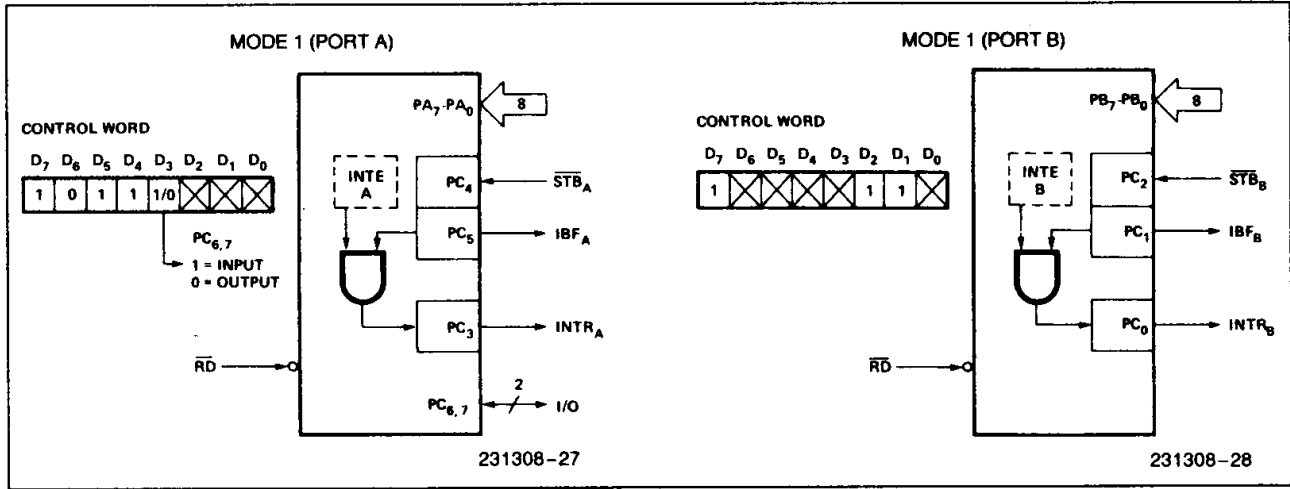 MODE 1 (PORT A)
CONTROL WORD
D7 D6 D5 D4 D3 D2 D1 D0
1 0 1 1 1/0
PC6,7
1 = INPUT
0 = OUTPUT
PA7-PA0
8
INTE
A
PC4
STBA
PC5
IBFA
PC3
INTRA
RD
PC6,7
2
I/O
231308-27
MODE 1 (PORT B)
CONTROL WORD
D7 D6 D5 D4 D3 D2 D1 D0
1 1 1
PB7-PB0
8
INTE
B
PC2
STBB
PC1
IBFB
PC0
INTRB
RD
231308-28